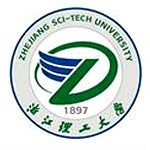 ZHEJIANG SCI-TECH UNIVERSITY
1897
浙江理工大学